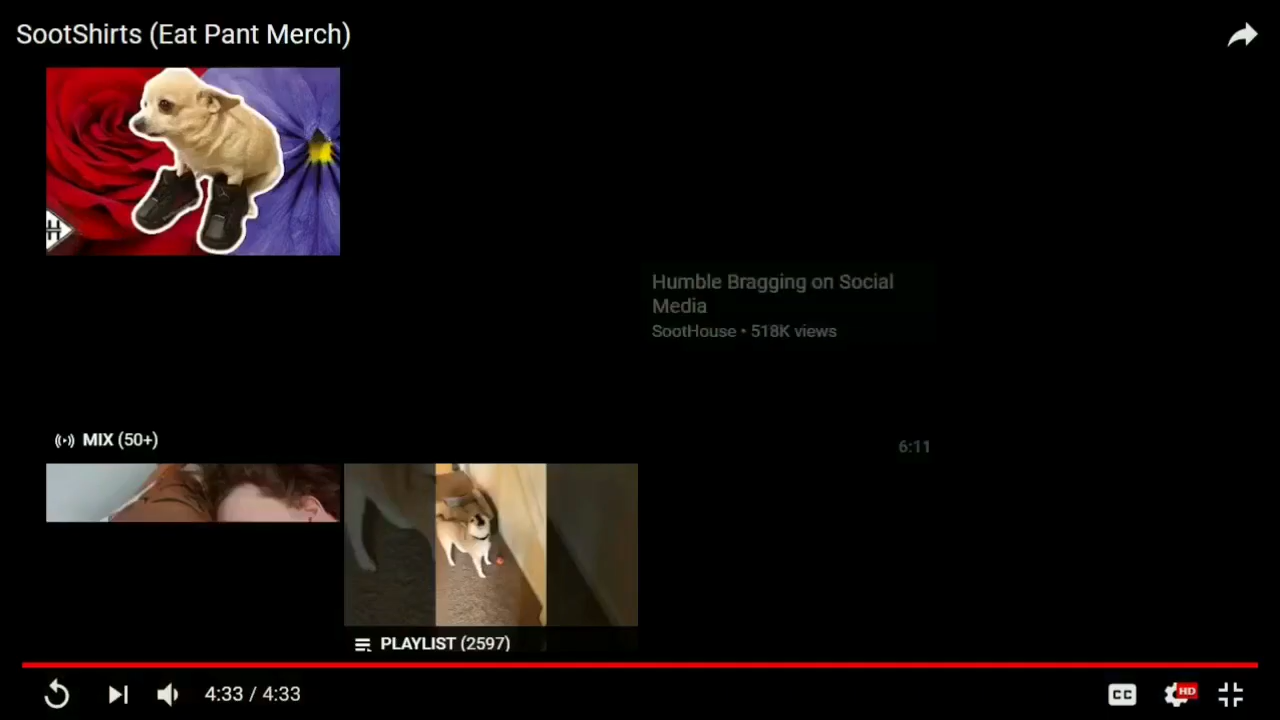 SootShirts (Eat Pant Merch)
H
Humble Bragging on Social
Media
SootHouse • 518K views
MIX (50+)
6:11
PLAYLIST (2597)
4:33 / 4:33
CC
HD